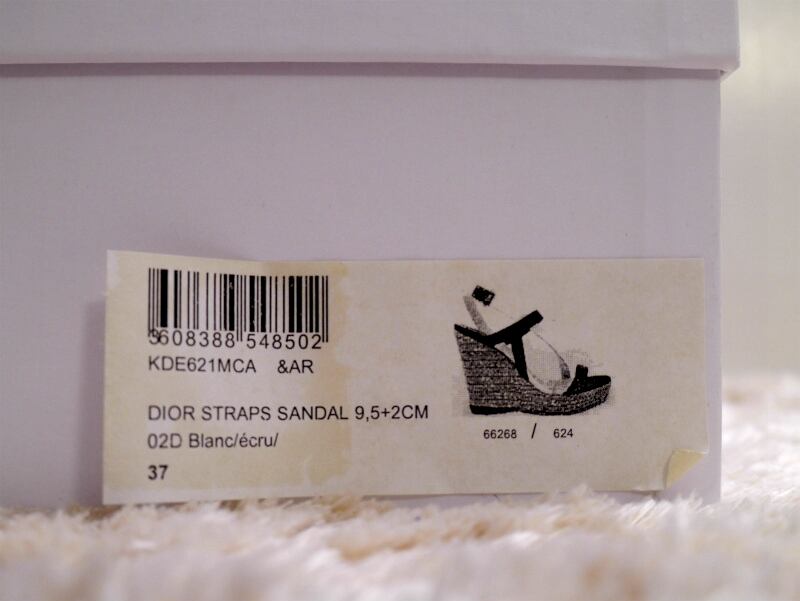 3608388 548502
KDE621MCA &AR
DIOR STRAPS SANDAL 9,5+2CM
02D Blanc/écru/
37
66268 / 624